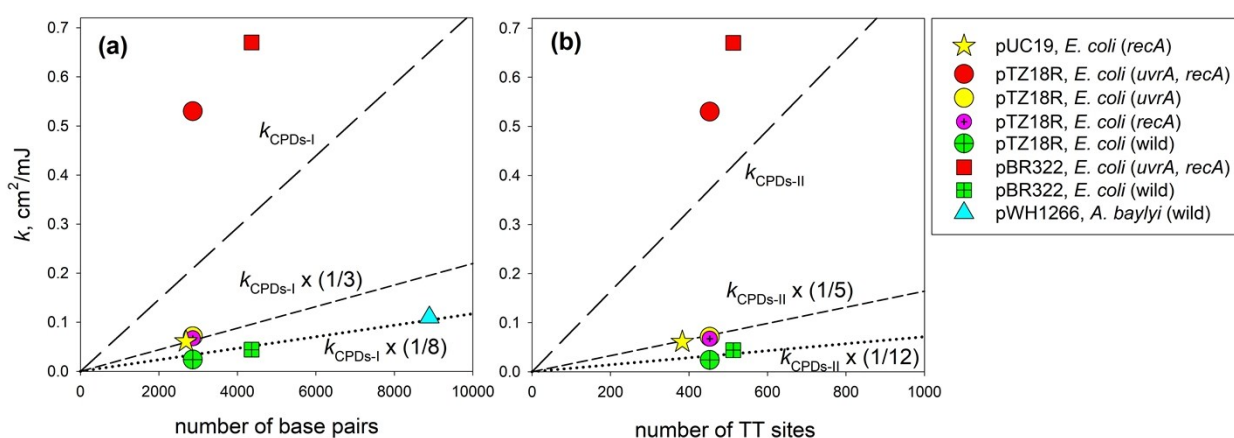 (a)
k, cm²/mJ
0.7
0.6
0.5
0.4
0.3
0.2
0.1
0.0
kCPDs-I
kCPDs-I x (1/3)
kCPDs-I x (1/8)
0 2000 4000 6000 8000 10000
number of base pairs
(b)
kCPDs-II
kCPDs-II x (1/5)
kCPDs-II x (1/12)
0 200 400 600 800 1000
number of TT sites
pUC19, E. coli (recA)
pTZ18R, E. coli (uvrA, recA)
pTZ18R, E. coli (uvrA)
pTZ18R, E. coli (recA)
pTZ18R, E. coli (wild)
pBR322, E. coli (uvrA, recA)
pBR322, E. coli (wild)
pWH1266, A. baylyi (wild)